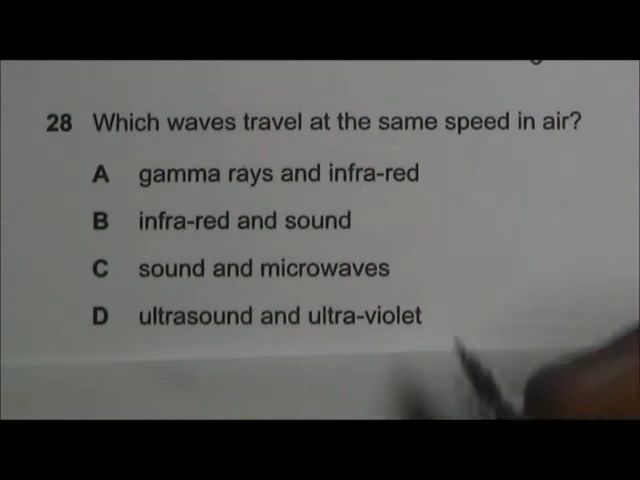 28 Which waves travel at the same speed in air?
A gamma rays and infra-red
B infra-red and sound
C sound and microwaves
D ultrasound and ultra-violet